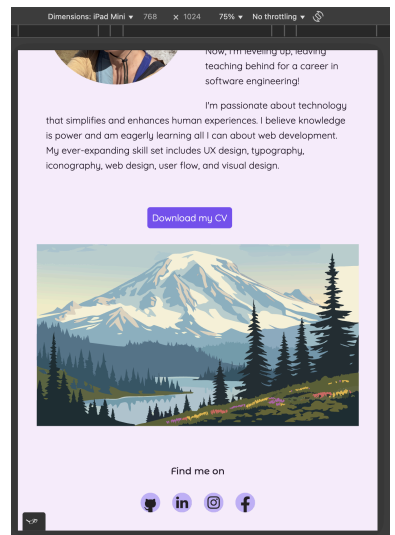 Dimensions: iPad Mini ▼ 768 × 1024 75% ▼ No throttling ▼
Now, I'm leveling up, leaving
teaching behind for a career in
software engineering!
I'm passionate about technology
that simplifies and enhances human experiences. I believe knowledge
is power and am eagerly learning all I can about web development.
My ever-expanding skill set includes UX design, typography,
iconography, web design, user flow, and visual design.
Download my CV
Find me on
in
f